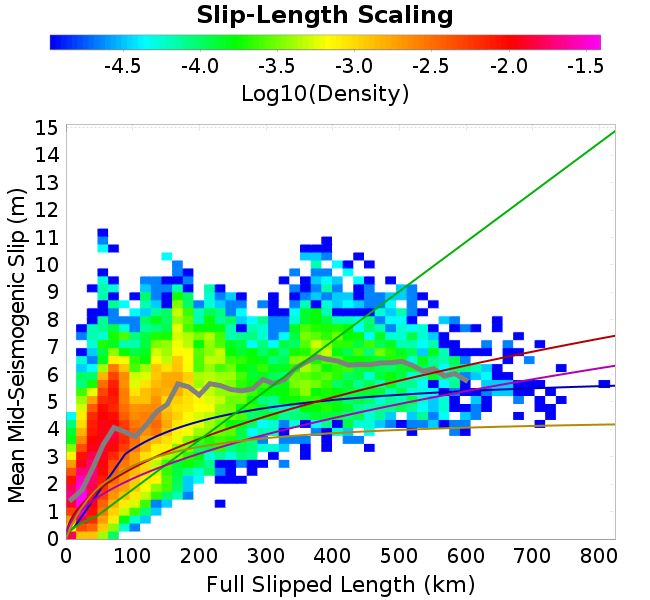 Slip-Length Scaling
-4.5 -4.0 -3.5 -3.0 -2.5 -2.0 -1.5
Log10(Density)
Mean Mid-Seismogenic Slip (m)
15
14
13
12
11
10
9
8
7
6
5
4
3
2
1
0
0 100 200 300 400 500 600 700 800
Full Slipped Length (km)